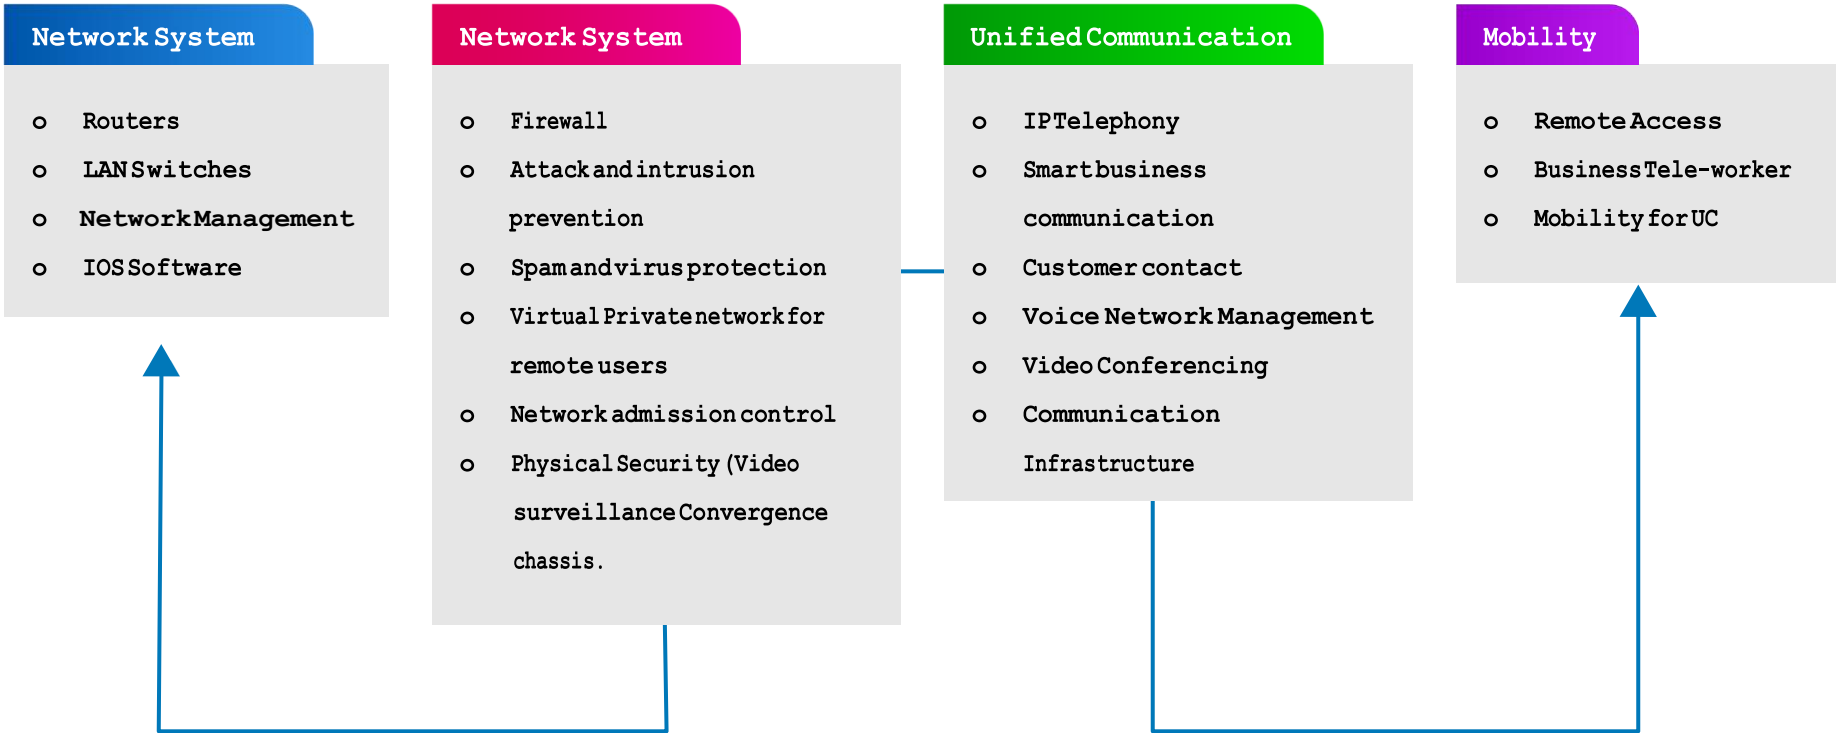 Network System
o Routers
o LAN Switches
o Network Management
o IOS Software
Network System
o Firewall
o Attack and intrusion
prevention
o Spam and virus protection
o Virtual Private network for
remote users
o Network admission control
o Physical Security (Video
surveillance Convergence
chassis.
Unified Communication
o IP Telephony
o Smart business
communication
o Customer contact
o Voice Network Management
o Video Conferencing
o Communication
Infrastructure
Mobility
o Remote Access
o Business Tele-worker
o Mobility for UC